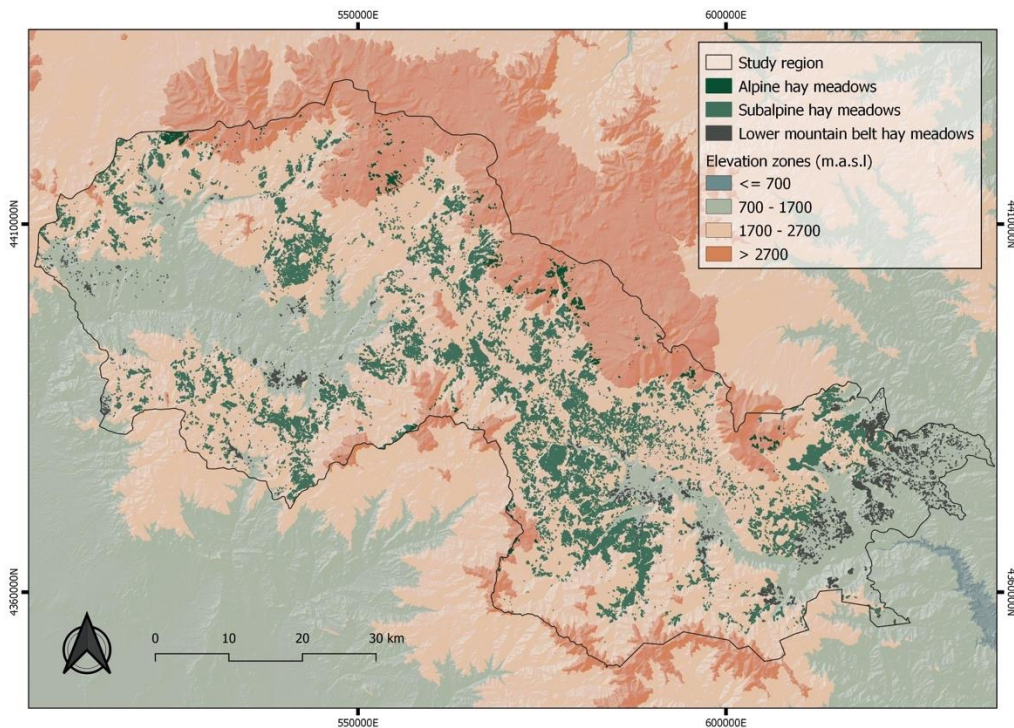 550000E
600000E
Study region
Alpine hay meadows
Subalpine hay meadows
Lower mountain belt hay meadows
Elevation zones (m.a.s.l)
<= 700
700 - 1700
1700 - 2700
> 2700
4410000N
4410000N
4360000N
4360000N
0 10 20 30 km
550000E
600000E